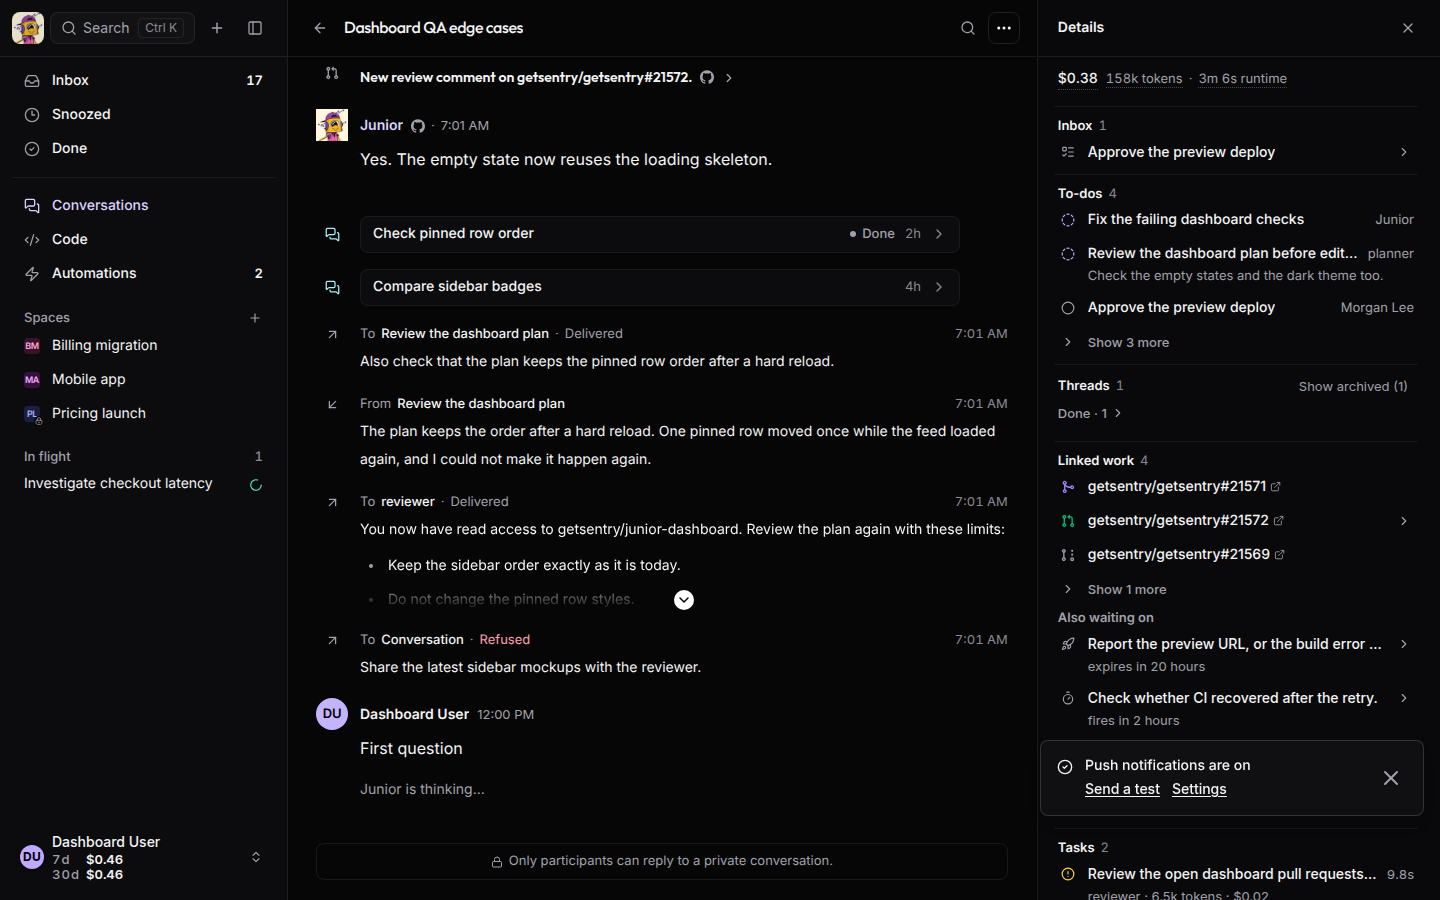 Search Ctrl K
Inbox 17
Snoozed
Done
Conversations
Code
Automations 2
Spaces
BM Billing migration
MA Mobile app
PL Pricing launch
In flight 1
Investigate checkout latency
DU Dashboard User
7d $0.46
30d $0.46
Dashboard QA edge cases
New review comment on getsentry/getsentry#21572.
Junior · 7:01 AM
Yes. The empty state now reuses the loading skeleton.
Check pinned row order Done 2h
Compare sidebar badges 4h
To Review the dashboard plan · Delivered 7:01 AM
Also check that the plan keeps the pinned row order after a hard reload.
From Review the dashboard plan 7:01 AM
The plan keeps the order after a hard reload. One pinned row moved once while the feed loaded
again, and I could not make it happen again.
To reviewer · Delivered 7:01 AM
You now have read access to getsentry/junior-dashboard. Review the plan again with these limits:
• Keep the sidebar order exactly as it is today.
• Do not change the pinned row styles.
To Conversation · Refused 7:01 AM
Share the latest sidebar mockups with the reviewer.
DU Dashboard User 12:00 PM
First question
Junior is thinking...
Only participants can reply to a private conversation.
Details
$0.38 158k tokens · 3m 6s runtime
Inbox 1
Approve the preview deploy
To-dos 4
Fix the failing dashboard checks Junior
Review the dashboard plan before edit... planner
Check the empty states and the dark theme too.
Approve the preview deploy Morgan Lee
Show 3 more
Threads 1 Show archived (1)
Done · 1
Linked work 4
getsentry/getsentry#21571
getsentry/getsentry#21572
getsentry/getsentry#21569
Show 1 more
Also waiting on
Report the preview URL, or the build error ...
expires in 20 hours
Check whether CI recovered after the retry.
fires in 2 hours
Push notifications are on
Send a test Settings
Tasks 2
Review the open dashboard pull requests... 9.8s
reviewer · 6.5k tokens · $0.02